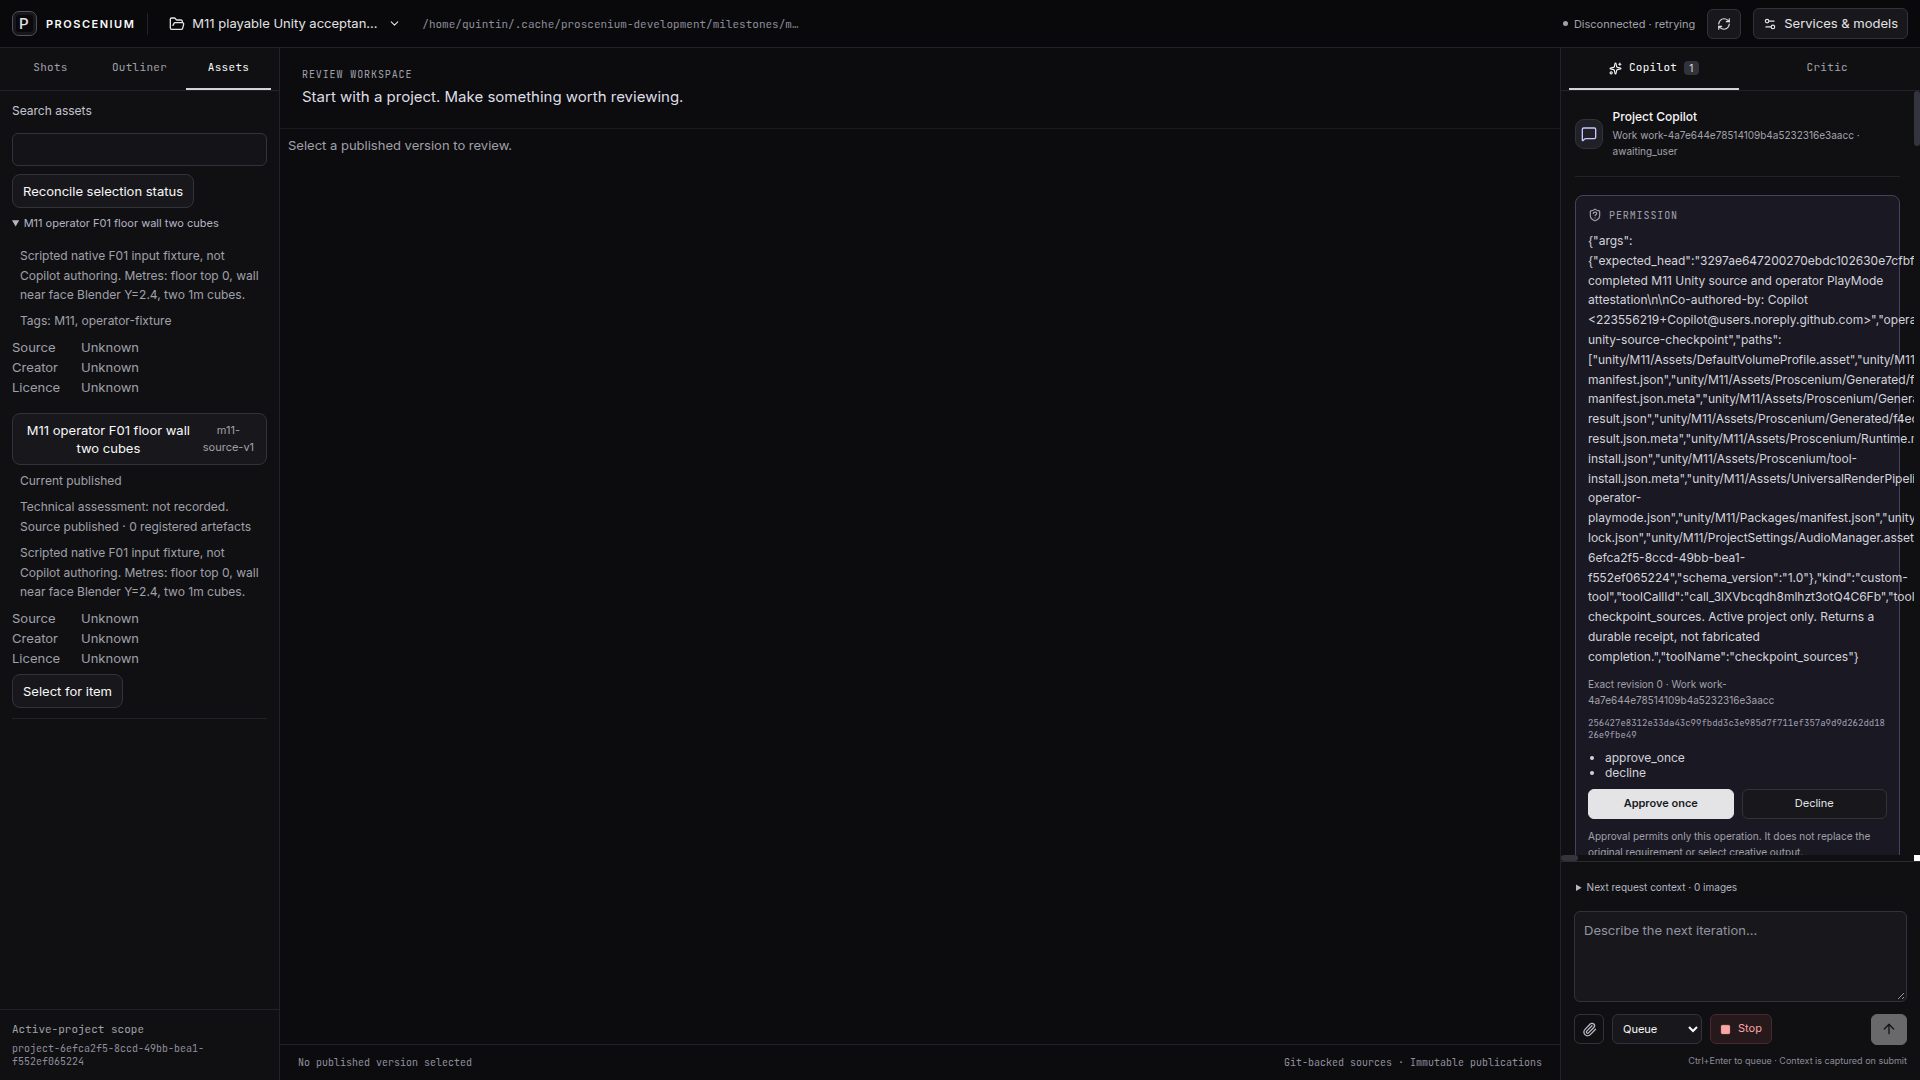 P PROSCENIUM
M11 playable Unity acceptan...
/home/quintin/.cache/proscenium-development/milestones/m…
Disconnected · retrying
Services & models
Shots
Outliner
Assets
Search assets
Reconcile selection status
M11 operator F01 floor wall two cubes
Scripted native F01 input fixture, not
Copilot authoring. Metres: floor top 0, wall
near face Blender Y=2.4, two 1m cubes.
Tags: M11, operator-fixture
Source Unknown
Creator Unknown
Licence Unknown
M11 operator F01 floor wall
two cubes
m11-
source-v1
Current published
Technical assessment: not recorded.
Source published · 0 registered artefacts
Scripted native F01 input fixture, not
Copilot authoring. Metres: floor top 0, wall
near face Blender Y=2.4, two 1m cubes.
Source Unknown
Creator Unknown
Licence Unknown
Select for item
Active-project scope
project-6efca2f5-8ccd-49bb-bea1-
f552ef065224
REVIEW WORKSPACE
Start with a project. Make something worth reviewing.
Select a published version to review.
No published version selected
Git-backed sources · Immutable publications
Copilot 1
Critic
Project Copilot
Work work-4a7e644e78514109b4a5232316e3aacc ·
awaiting_user
PERMISSION
{"args":
{"expected_head":"3297ae647200270ebdc102630e7cfbf
completed M11 Unity source and operator PlayMode
attestation\n\nCo-authored-by: Copilot
<223556219+Copilot@users.noreply.github.com>","opera
unity-source-checkpoint","paths":
["unity/M11/Assets/DefaultVolumeProfile.asset","unity/M11
manifest.json","unity/M11/Assets/Proscenium/Generated/f
manifest.json.meta","unity/M11/Assets/Proscenium/Genera
result.json","unity/M11/Assets/Proscenium/Generated/f4ec
result.json.meta","unity/M11/Assets/Proscenium/Runtime.m
install.json","unity/M11/Assets/Proscenium/tool-
install.json.meta","unity/M11/Assets/UniversalRenderPipeli
operator-
playmode.json","unity/M11/Packages/manifest.json","unity
lock.json","unity/M11/ProjectSettings/AudioManager.asset
6efca2f5-8ccd-49bb-bea1-
f552ef065224","schema_version":"1.0"},"kind":"custom-
tool","toolCallId":"call_3lXVbcqdh8mlhzt3otQ4C6Fb","tool
checkpoint_sources. Active project only. Returns a
durable receipt, not fabricated
completion.","toolName":"checkpoint_sources"}
Exact revision 0 · Work work-
4a7e644e78514109b4a5232316e3aacc
256427e8312e33da43c99fbdd3c3e985d7f711ef357a9d9d262dd18
26e9fbe49
• approve_once
• decline
Approve once
Decline
Approval permits only this operation. It does not replace the
original requirement or select creative output.
Next request context · 0 images
Describe the next iteration...
Queue
Stop
Ctrl+Enter to queue · Context is captured on submit